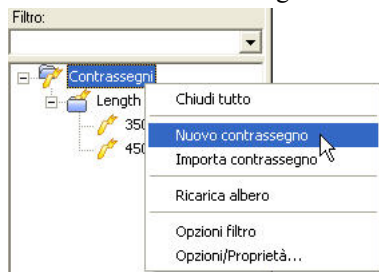 Filtro:
Contrassegni
Length
350
450
Chiudi tutto
Nuovo contrassegno
Importa contrassegno
Ricarica albero
Opzioni filtro
Opzioni/Proprietà...